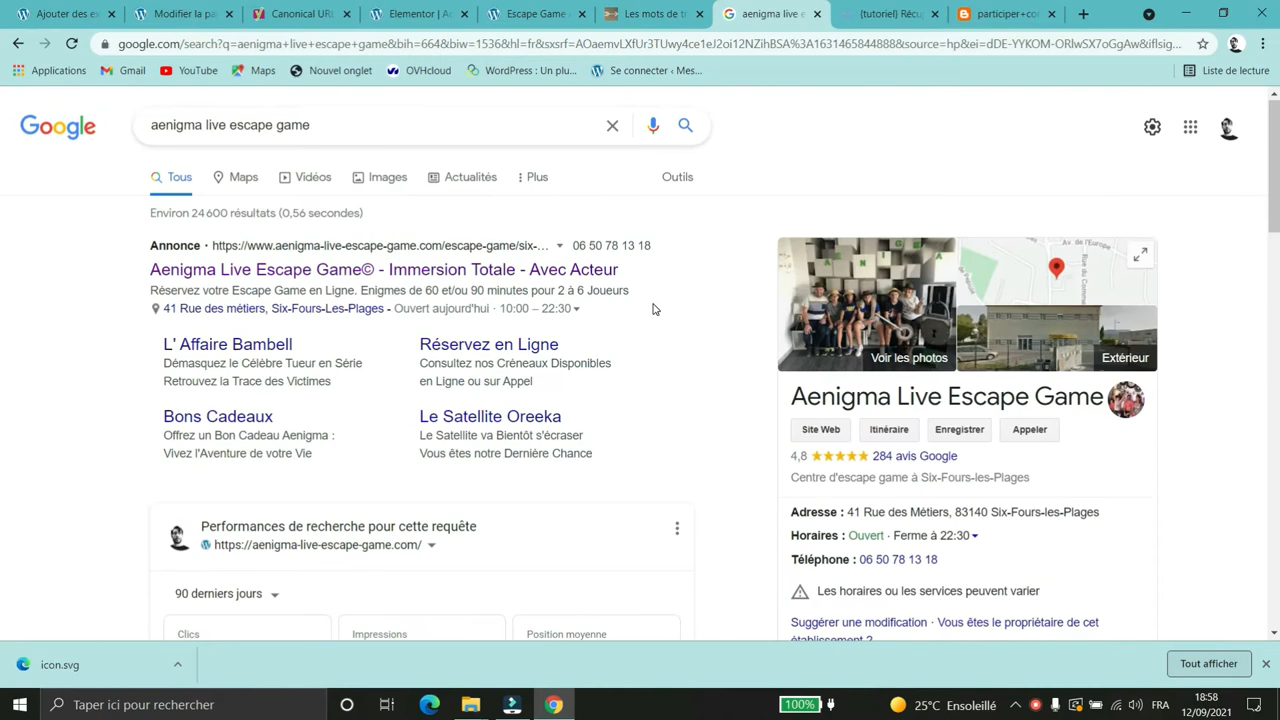 Ajouter des ex
Modifier la pa
Canonical UR
Elementor | A
Escape Game
Les mots de tr
aenigma live e
[tutoriel] Récu
participer+cor
google.com/search?q=aenigma+live+escape+game&bih=664&biw=1536&hl=fr&sxsrf=AOaemvLXfUr3TUwy4ce1eJ2oi12NZihBSA%3A1631465844888&source=hp&ei=dDE-YYKOM-ORlwSX7oGgAw&iflsig...
Applications
Gmail
YouTube
Maps
Nouvel onglet
OVHcloud
WordPress : Un plu...
Se connecter ‹ Mes...
Liste de lecture
Google
aenigma live escape game
Tous
Maps
Vidéos
Images
Actualités
Plus
Outils
Environ 24 600 résultats (0,56 secondes)
Annonce · https://www.aenigma-live-escape-game.com/escape-game/six-... 06 50 78 13 18
Aenigma Live Escape Game© - Immersion Totale - Avec Acteur
Réservez votre Escape Game en Ligne. Enigmes de 60 et/ou 90 minutes pour 2 à 6 Joueurs
41 Rue des métiers, Six-Fours-Les-Plages - Ouvert aujourd'hui · 10:00 – 22:30
L' Affaire Bambell
Démasquez le Célèbre Tueur en Série
Retrouvez la Trace des Victimes
Réservez en Ligne
Consultez nos Crèneaux Disponibles
en Ligne ou sur Appel
Bons Cadeaux
Offrez un Bon Cadeau Aenigma :
Vivez l'Aventure de votre Vie
Le Satellite Oreeka
Le Satellite va Bientôt s'écraser
Vous êtes notre Dernière Chance
Performances de recherche pour cette requête
https://aenigma-live-escape-game.com/
90 derniers jours
Clics
Impressions
Position moyenne
Voir les photos
Av. de l'Europe
Rue du Comme
Extérieur
Aenigma Live Escape Game
Site Web
Itinéraire
Enregistrer
Appeler
4,8
284 avis Google
Centre d'escape game à Six-Fours-les-Plages
Adresse : 41 Rue des Métiers, 83140 Six-Fours-les-Plages
Horaires : Ouvert · Ferme à 22:30
Téléphone : 06 50 78 13 18
Les horaires ou les services peuvent varier
Suggérer une modification · Vous êtes le propriétaire de cet
établissement ?
icon.svg
Tout afficher
Taper ici pour rechercher
100%
25°C Ensoleillé
FRA
18:58
12/09/2021